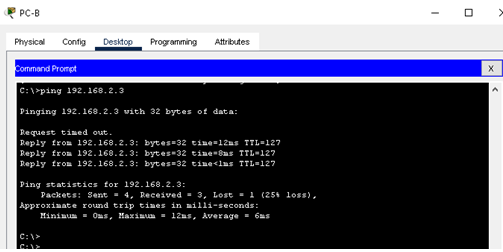 PC-B
Physical Config Desktop Programming Attributes
Command Prompt X
C:\>ping 192.168.2.3
Pinging 192.168.2.3 with 32 bytes of data:
Request timed out.
Reply from 192.168.2.3: bytes=32 time=12ms TTL=127
Reply from 192.168.2.3: bytes=32 time=8ms TTL=127
Reply from 192.168.2.3: bytes=32 time<1ms TTL=127
Ping statistics for 192.168.2.3:
Packets: Sent = 4, Received = 3, Lost = 1 (25% loss),
Approximate round trip times in milli-seconds:
Minimum = 0ms, Maximum = 12ms, Average = 6ms
C:\>
C:\>